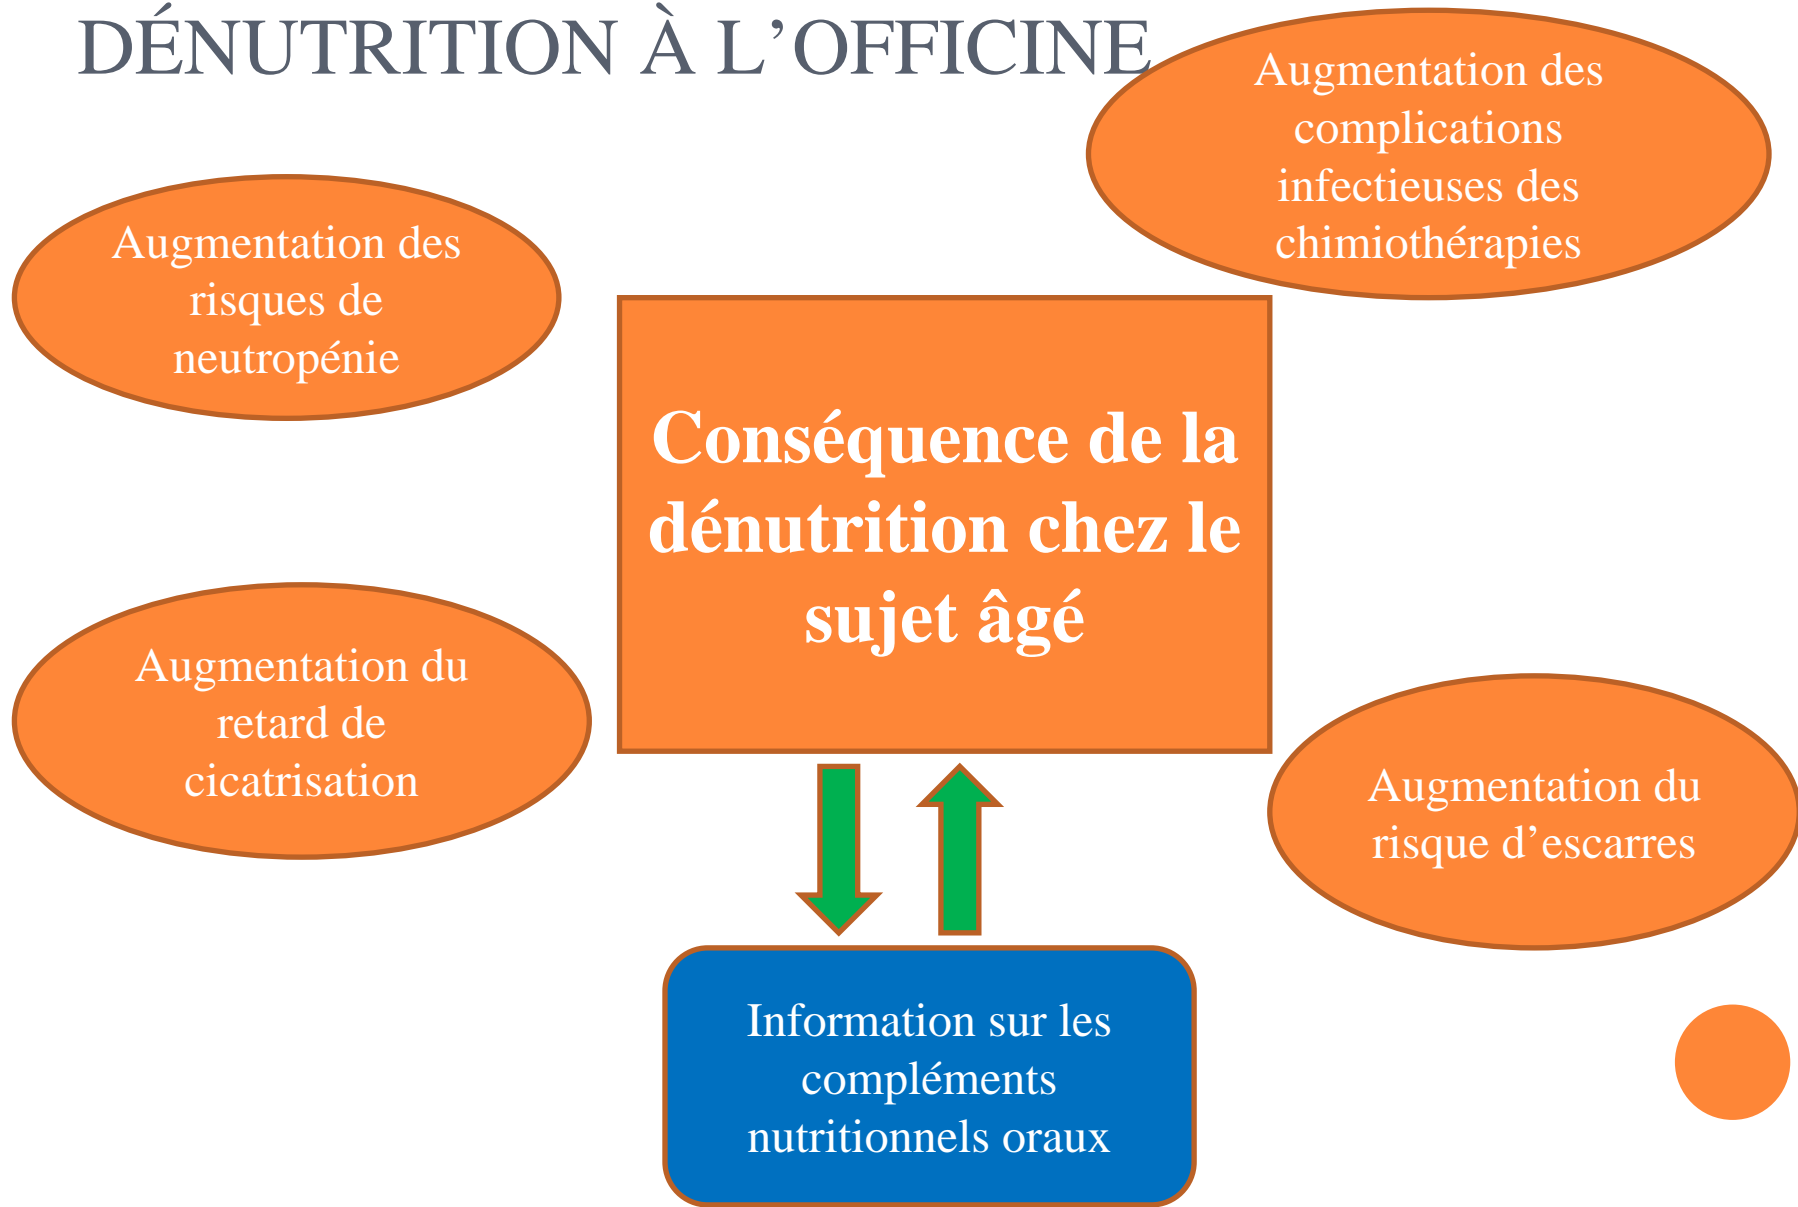 DÉNUTRITION À L’OFFICINE
Augmentation des
complications
infectieuses des
chimiothérapies
Augmentation des
risques de
neutropénie
Conséquence de la
dénutrition chez le
sujet âgé
Augmentation du
retard de
cicatrisation
Augmentation du
risque d’escarres
Information sur les
compléments
nutritionnels oraux